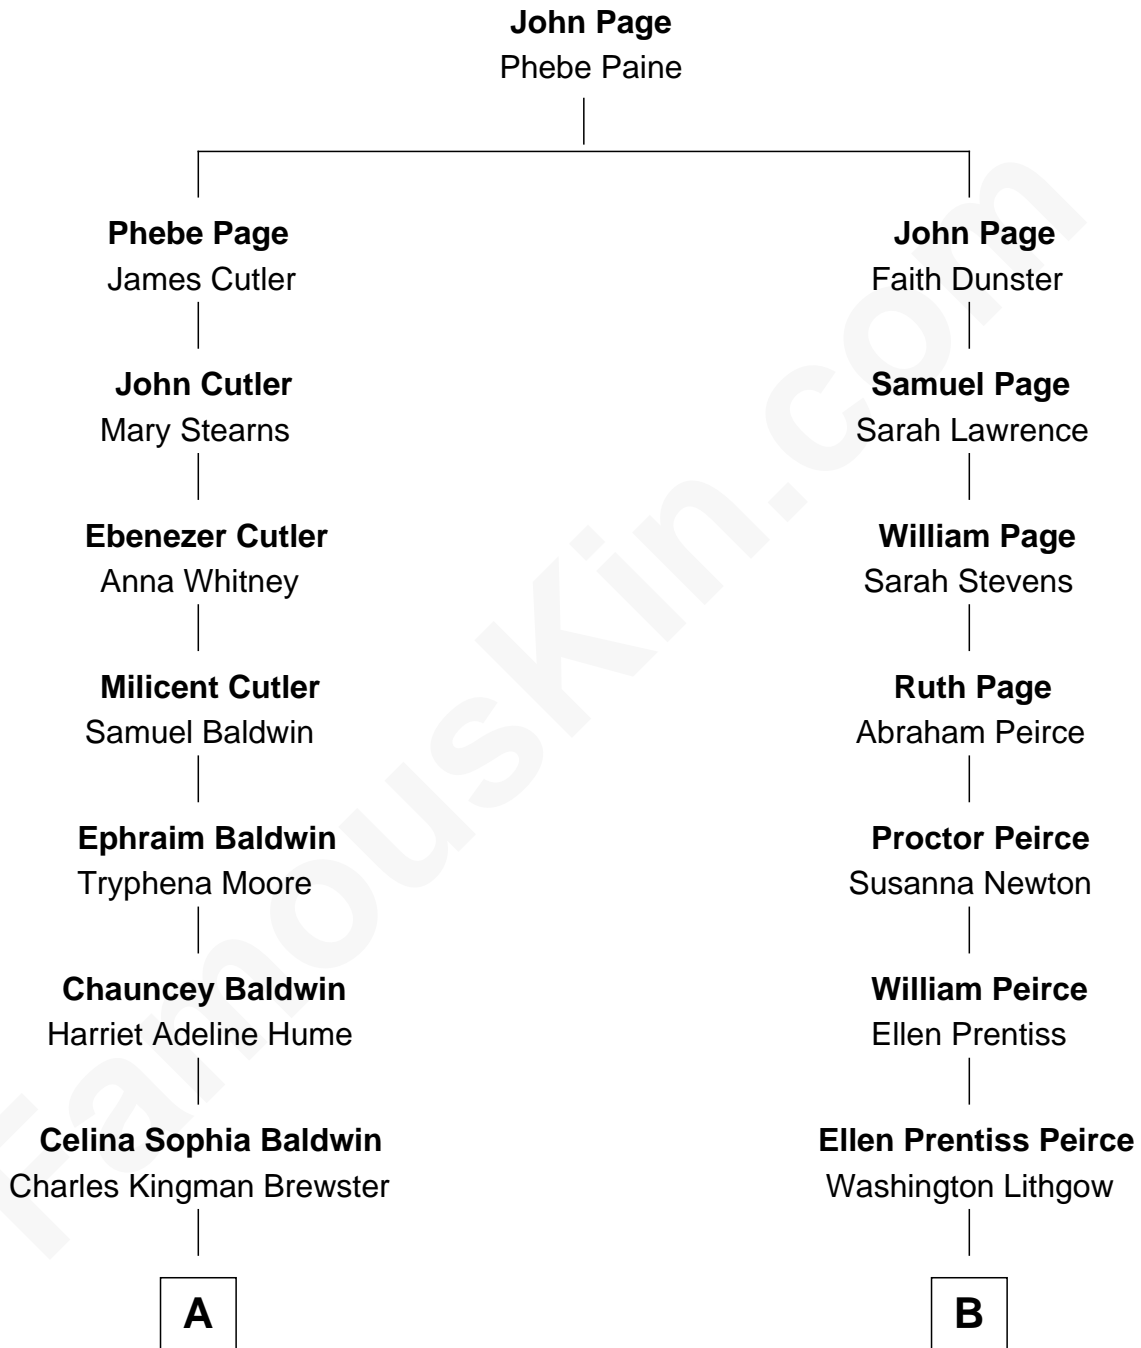 John Page
Phebe Paine
Phebe Page
James Cutler
John Cutler
Mary Stearns
Ebenezer Cutler
Anna Whitney
Milicent Cutler
Samuel Baldwin
Ephraim Baldwin
Tryphena Moore
Chauncey Baldwin
Harriet Adeline Hume
Celina Sophia Baldwin
Charles Kingman Brewster
A
John Page
Faith Dunster
Samuel Page
Sarah Lawrence
William Page
Sarah Stevens
Ruth Page
Abraham Peirce
Proctor Peirce
Susanna Newton
William Peirce
Ellen Prentiss
Ellen Prentiss Peirce
Washington Lithgow
B
FamousKin.com